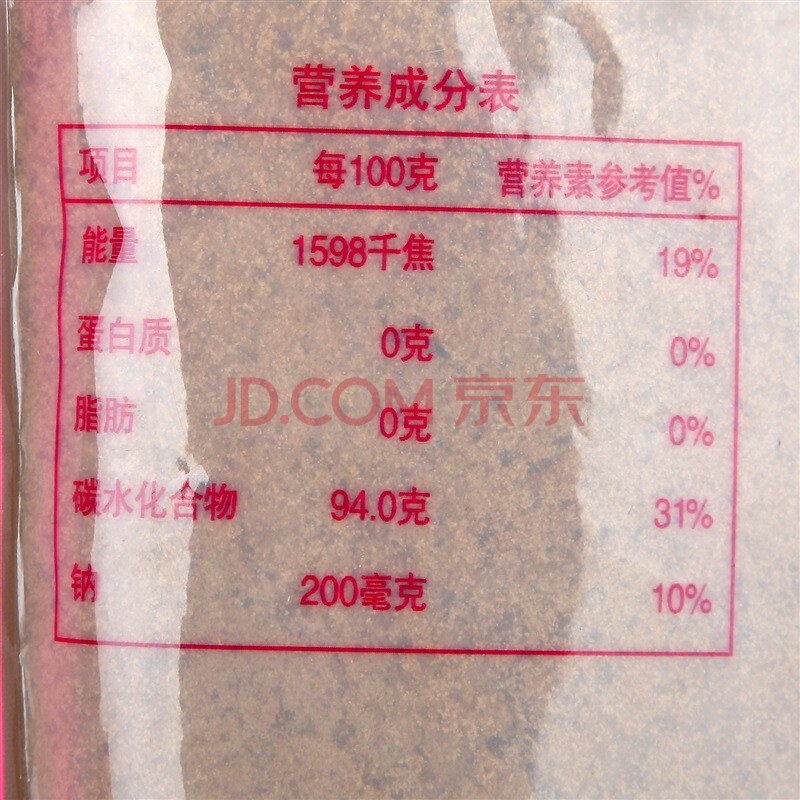 营养成分表
项目 每100克 营养素参考值%
能量 1598千焦 19%
蛋白质 0克 0%
JD.COM 京东
脂肪 0克 0%
碳水化合物 94.0克 31%
钠 200毫克 10%